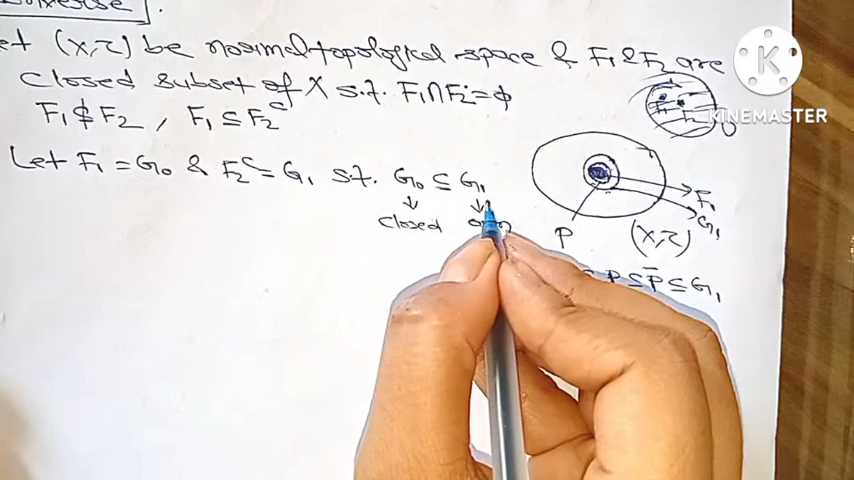 Let (X,τ) be normal topological space & F₁ & F₂ are
closed subset of X s.t. F₁∩F₂=ϕ
F₁⊄F₂ , F₁⊆F₂ᶜ
Let F₁=G₀ & F₂ᶜ=G₁ s.t. G₀⊆G₁
↓ ↓
closed
F₁
G₁
P
(X,τ)
P⊆P̄⊆G₁
K
KINEMASTER